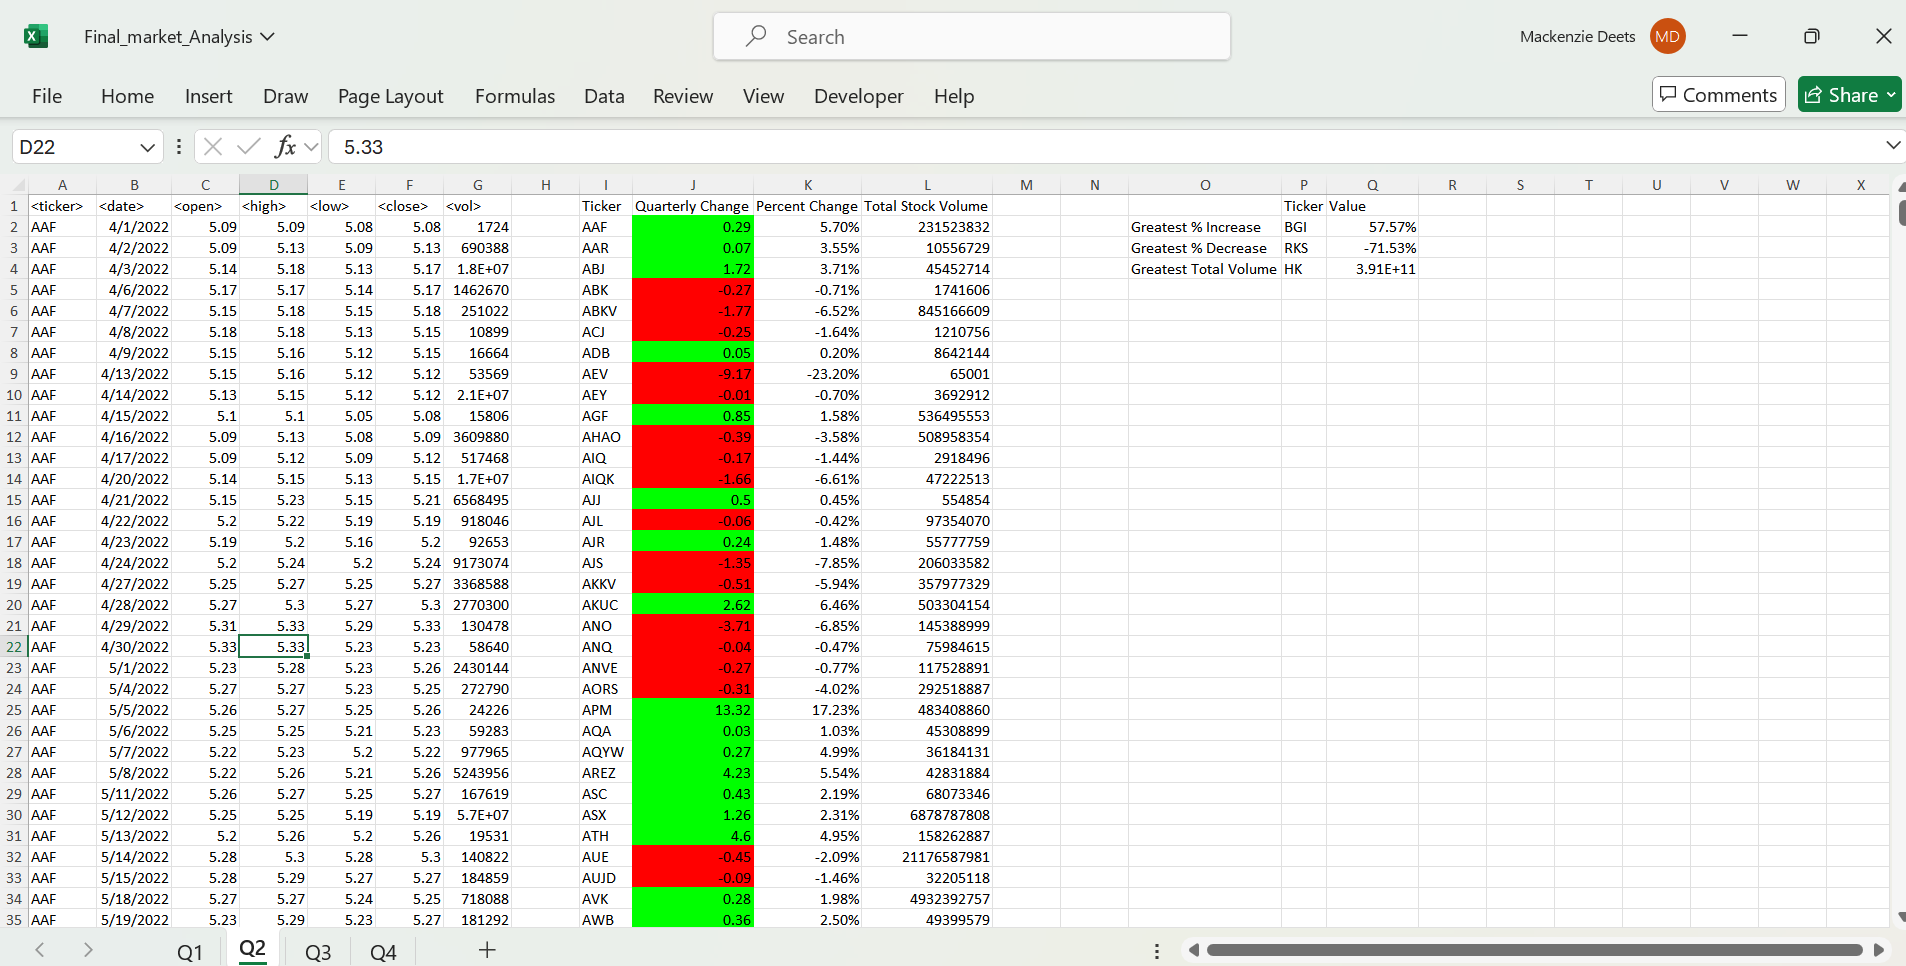 Final_market_Analysis
Search
Mackenzie Deets MD
File Home Insert Draw Page Layout Formulas Data Review View Developer Help Comments Share
D22 fx 5.33
A B C D E F G H I J K L M N O P Q R S T U V W X
1 <ticker> <date> <open> <high> <low> <close> <vol> Ticker Quarterly Change Percent Change Total Stock Volume Ticker Value
2 AAF 4/1/2022 5.09 5.09 5.08 5.08 1724 AAF 0.29 5.70% 231523832 Greatest % Increase BGI 57.57%
3 AAF 4/2/2022 5.09 5.13 5.09 5.13 690388 AAR 0.07 3.55% 10556729 Greatest % Decrease RKS -71.53%
4 AAF 4/3/2022 5.14 5.18 5.13 5.17 1.8E+07 ABJ 1.72 3.71% 45452714 Greatest Total Volume HK 3.91E+11
5 AAF 4/6/2022 5.17 5.17 5.14 5.17 1462670 ABK -0.27 -0.71% 1741606
6 AAF 4/7/2022 5.15 5.18 5.15 5.18 251022 ABKV -1.77 -6.52% 845166609
7 AAF 4/8/2022 5.18 5.18 5.13 5.15 10899 ACJ -0.25 -1.64% 1210756
8 AAF 4/9/2022 5.15 5.16 5.12 5.15 16664 ADB 0.05 0.20% 8642144
9 AAF 4/13/2022 5.15 5.16 5.12 5.12 53569 AEV -9.17 -23.20% 65001
10 AAF 4/14/2022 5.13 5.15 5.12 5.12 2.1E+07 AEY -0.01 -0.70% 3692912
11 AAF 4/15/2022 5.1 5.1 5.05 5.08 15806 AGF 0.85 1.58% 536495553
12 AAF 4/16/2022 5.09 5.13 5.08 5.09 3609880 AHAO -0.39 -3.58% 508958354
13 AAF 4/17/2022 5.09 5.12 5.09 5.12 517468 AIQ -0.17 -1.44% 2918496
14 AAF 4/20/2022 5.14 5.15 5.13 5.15 1.7E+07 AIQK -1.66 -6.61% 47222513
15 AAF 4/21/2022 5.15 5.23 5.15 5.21 6568495 AJJ 0.5 0.45% 554854
16 AAF 4/22/2022 5.2 5.22 5.19 5.19 918046 AJL -0.06 -0.42% 97354070
17 AAF 4/23/2022 5.19 5.2 5.16 5.2 92653 AJR 0.24 1.48% 55777759
18 AAF 4/24/2022 5.2 5.24 5.2 5.24 9173074 AJS -1.35 -7.85% 206033582
19 AAF 4/27/2022 5.25 5.27 5.25 5.27 3368588 AKKV -0.51 -5.94% 357977329
20 AAF 4/28/2022 5.27 5.3 5.27 5.3 2770300 AKUC 2.62 6.46% 503304154
21 AAF 4/29/2022 5.31 5.33 5.29 5.33 130478 ANO -3.71 -6.85% 145388999
22 AAF 4/30/2022 5.33 5.33 5.23 5.23 58640 ANQ -0.04 -0.47% 75984615
23 AAF 5/1/2022 5.23 5.28 5.23 5.26 2430144 ANVE -0.27 -0.77% 117528891
24 AAF 5/4/2022 5.27 5.27 5.23 5.25 272790 AORS -0.31 -4.02% 292518887
25 AAF 5/5/2022 5.26 5.27 5.25 5.26 24226 APM 13.32 17.23% 483408860
26 AAF 5/6/2022 5.25 5.25 5.21 5.23 59283 AQA 0.03 1.03% 45308899
27 AAF 5/7/2022 5.22 5.23 5.2 5.22 977965 AQYW 0.27 4.99% 36184131
28 AAF 5/8/2022 5.22 5.26 5.21 5.26 5243956 AREZ 4.23 5.54% 42831884
29 AAF 5/11/2022 5.26 5.27 5.25 5.27 167619 ASC 0.43 2.19% 68073346
30 AAF 5/12/2022 5.25 5.25 5.19 5.19 5.7E+07 ASX 1.26 2.31% 6878787808
31 AAF 5/13/2022 5.2 5.26 5.2 5.26 19531 ATH 4.6 4.95% 158262887
32 AAF 5/14/2022 5.28 5.3 5.28 5.3 140822 AUE -0.45 -2.09% 21176587981
33 AAF 5/15/2022 5.28 5.29 5.27 5.27 184859 AUJD -0.09 -1.46% 32205118
34 AAF 5/18/2022 5.27 5.27 5.24 5.25 718088 AVK 0.28 1.98% 4932392757
35 AAF 5/19/2022 5.23 5.29 5.23 5.27 181292 AWB 0.36 2.50% 49399579
Q1 Q2 Q3 Q4